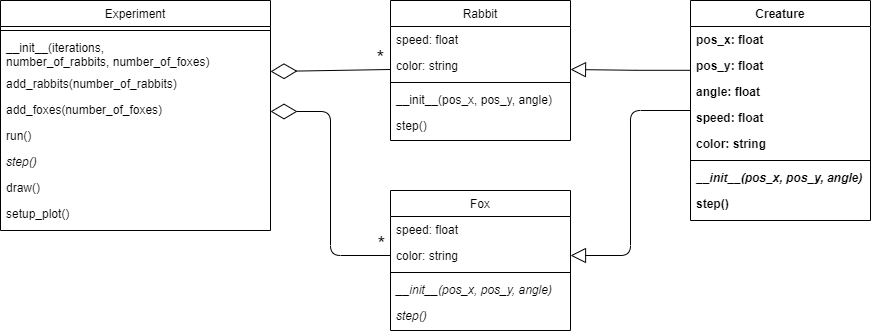 Experiment
__init__(iterations,
number_of_rabbits, number_of_foxes)
add_rabbits(number_of_rabbits)
add_foxes(number_of_foxes)
run()
step()
draw()
setup_plot()
*
*
Rabbit
speed: float
color: string
__init__(pos_x, pos_y, angle)
step()
Fox
speed: float
color: string
__init__(pos_x, pos_y, angle)
step()
Creature
pos_x: float
pos_y: float
angle: float
speed: float
color: string
__init__(pos_x, pos_y, angle)
step()